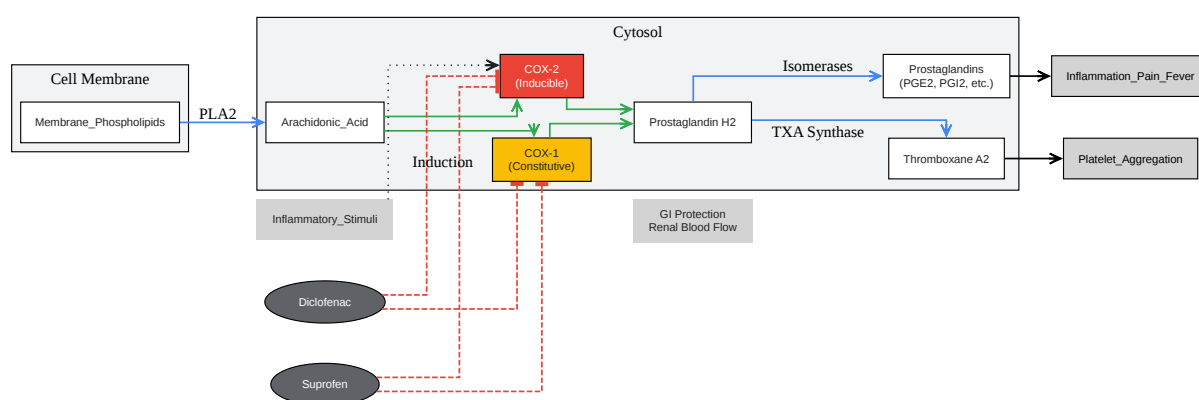 Cytosol
Cell Membrane
Membrane_Phospholipids
PLA2
Arachidonic_Acid
COX-2
(Inducible)
COX-1
(Constitutive)
Induction
Prostaglandin H2
Isomerases
TXA Synthase
Prostaglandins
(PGE2, PGI2, etc.)
Thromboxane A2
Inflammation_Pain_Fever
Platelet_Aggregation
Inflammatory_Stimuli
GI Protection
Renal Blood Flow
Diclofenac
Suprofen